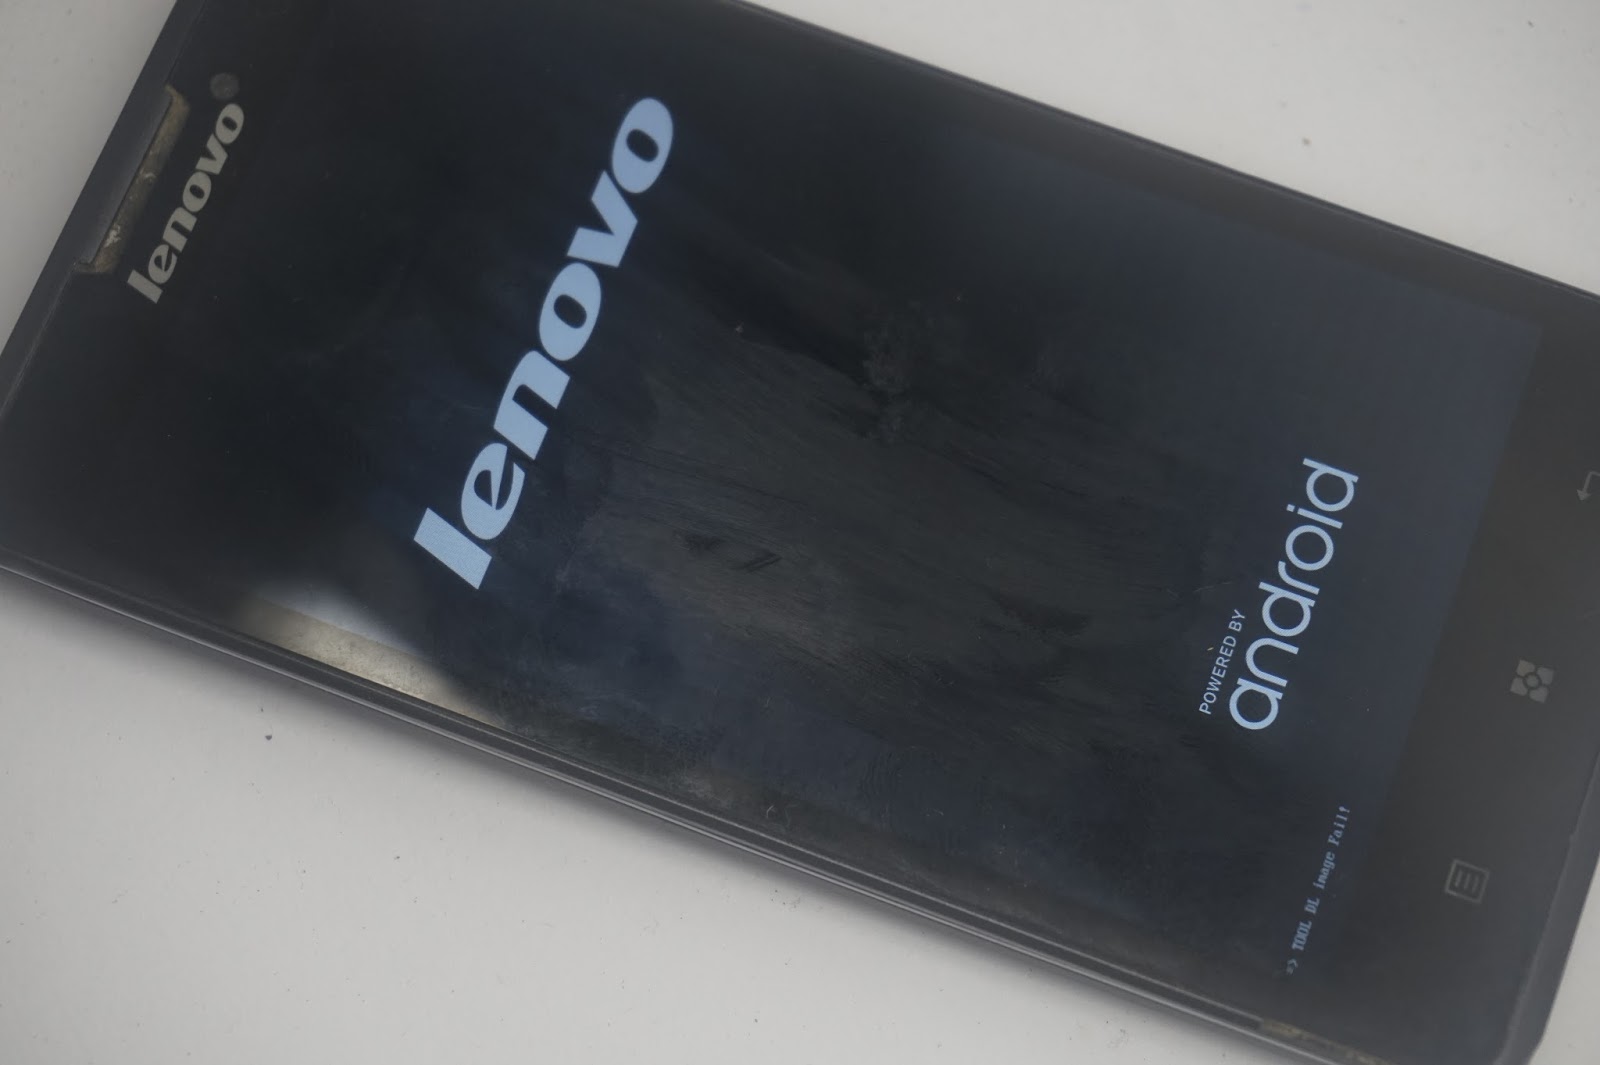 lenovo
lenovo
POWERED BY
android
=> TOOL DL image Fail!